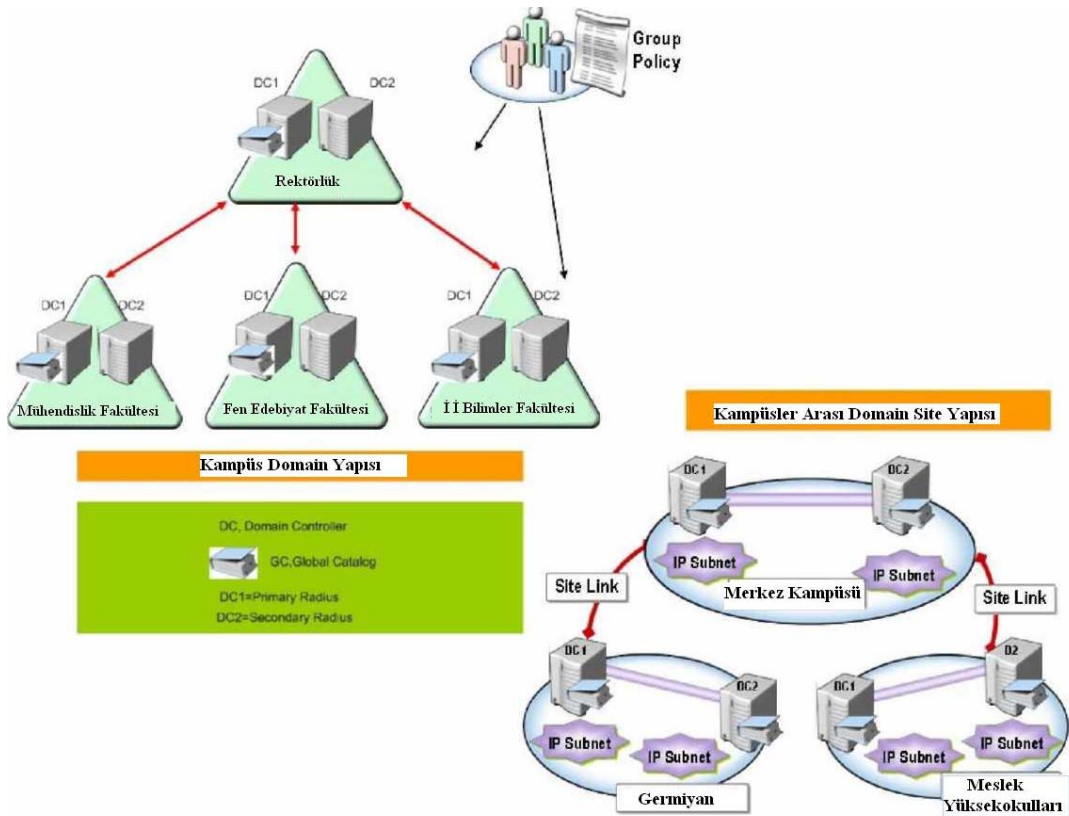 Group
Policy
DC1
DC2
Rektörlük
DC1
DC2
Mühendislik Fakültesi
DC1
DC2
Fen Edebiyat Fakültesi
DC1
DC2
İ İ Bilimler Fakültesi
Kampüs Domain Yapısı
DC, Domain Controller
GC,Global Catalog
DC1=Primary Radius
DC2=Secondary Radius
Kampüsler Arası Domain Site Yapısı
DC1
DC2
IP Subnet
IP Subnet
Merkez Kampüsü
Site Link
Site Link
DC1
DC2
IP Subnet
IP Subnet
Germiyan
DC1
D2
IP Subnet
IP Subnet
Meslek
Yüksekokulları